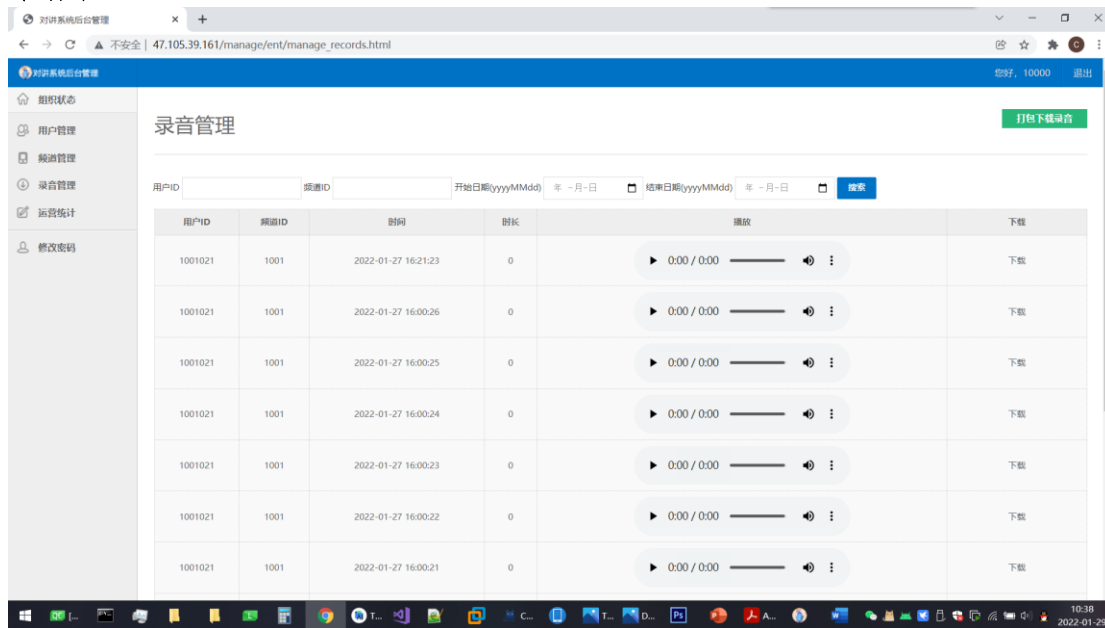 对讲系统后台管理
不安全 | 47.105.39.161/manage/ent/manage_records.html
C
对讲系统后台管理
您好，10000 退出
组织状态
用户管理
频道管理
录音管理
运营统计
修改密码
录音管理
打包下载录音
用户ID 频道ID 开始日期(yyyyMMdd) 年 -月-日 结束日期(yyyyMMdd) 年 -月-日 搜索
用户ID 频道ID 时间 时长 播放 下载
1001021 1001 2022-01-27 16:21:23 0 0:00 / 0:00 下载
1001021 1001 2022-01-27 16:00:26 0 0:00 / 0:00 下载
1001021 1001 2022-01-27 16:00:25 0 0:00 / 0:00 下载
1001021 1001 2022-01-27 16:00:24 0 0:00 / 0:00 下载
1001021 1001 2022-01-27 16:00:23 0 0:00 / 0:00 下载
1001021 1001 2022-01-27 16:00:22 0 0:00 / 0:00 下载
1001021 1001 2022-01-27 16:00:21 0 0:00 / 0:00 下载
T... C... T... D... Ps A... 10:38
2022-01-29